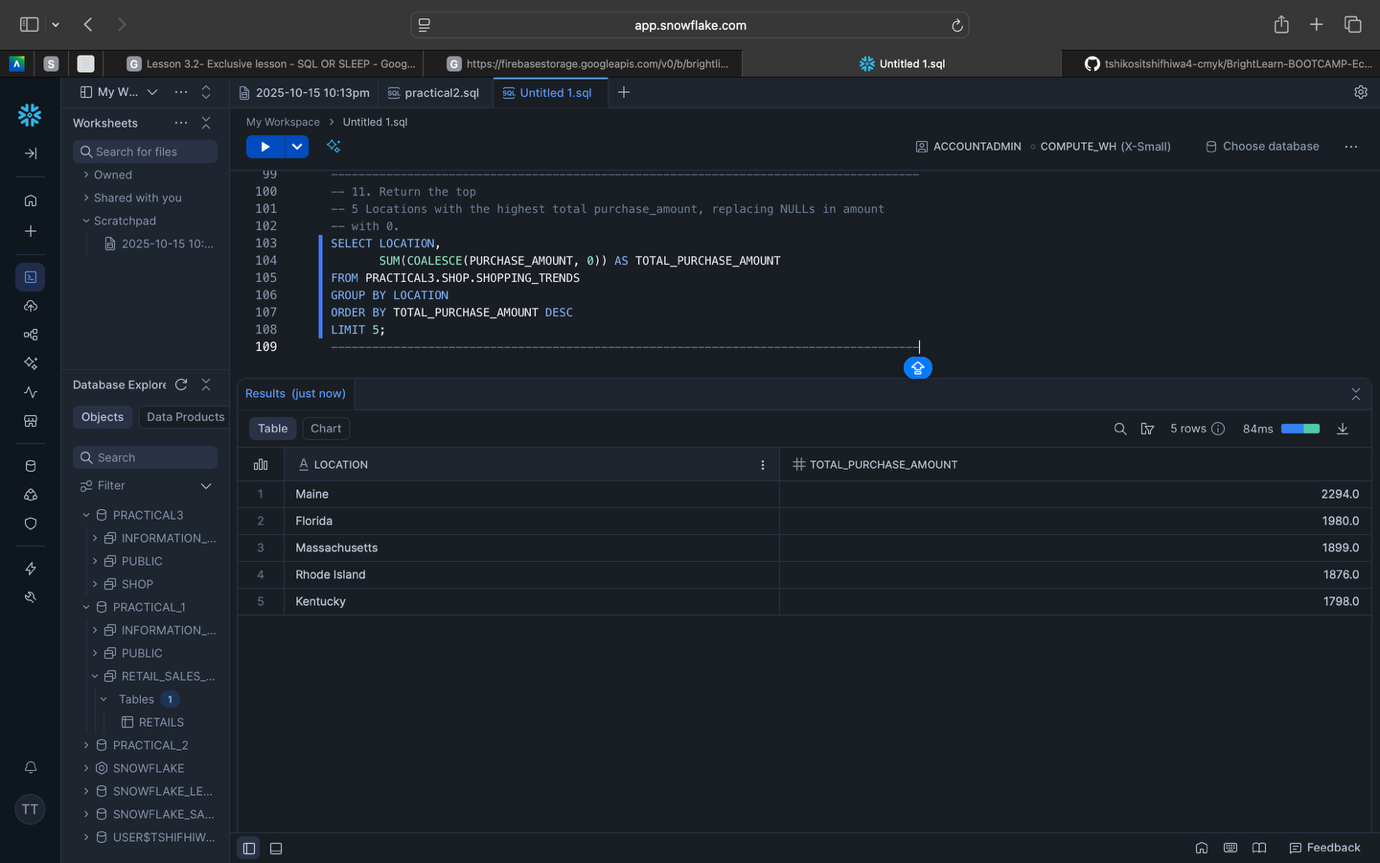 app.snowflake.com
S
G Lesson 3.2- Exclusive lesson - SQL OR SLEEP - Goog...
G https://firebasestorage.googleapis.com/v0/b/brightli...
Untitled 1.sql
tshikositshifhiwa4-cmyk/BrightLearn-BOOTCAMP-Ec...
My W...
2025-10-15 10:13pm
SQL practical2.sql
SQL Untitled 1.sql
Worksheets
Search for files
Owned
Shared with you
Scratchpad
2025-10-15 10:...
My Workspace > Untitled 1.sql
ACCOUNTADMIN
COMPUTE_WH (X-Small)
Choose database
99 -------------------------------------------------------------------------------------
100 -- 11. Return the top
101 -- 5 Locations with the highest total purchase_amount, replacing NULLs in amount
102 -- with 0.
103 SELECT LOCATION,
104 SUM(COALESCE(PURCHASE_AMOUNT, 0)) AS TOTAL_PURCHASE_AMOUNT
105 FROM PRACTICAL3.SHOP.SHOPPING_TRENDS
106 GROUP BY LOCATION
107 ORDER BY TOTAL_PURCHASE_AMOUNT DESC
108 LIMIT 5;
109 -------------------------------------------------------------------------------------
Database Explore
Objects
Data Products
Search
Filter
PRACTICAL3
INFORMATION_...
PUBLIC
SHOP
PRACTICAL_1
INFORMATION_...
PUBLIC
RETAIL_SALES_...
Tables 1
RETAILS
PRACTICAL_2
SNOWFLAKE
SNOWFLAKE_LE...
SNOWFLAKE_SA...
USER$TSHIFHIW...
TT
Results (just now)
Table
Chart
5 rows
84ms
A LOCATION
# TOTAL_PURCHASE_AMOUNT
1 Maine 2294.0
2 Florida 1980.0
3 Massachusetts 1899.0
4 Rhode Island 1876.0
5 Kentucky 1798.0
Feedback